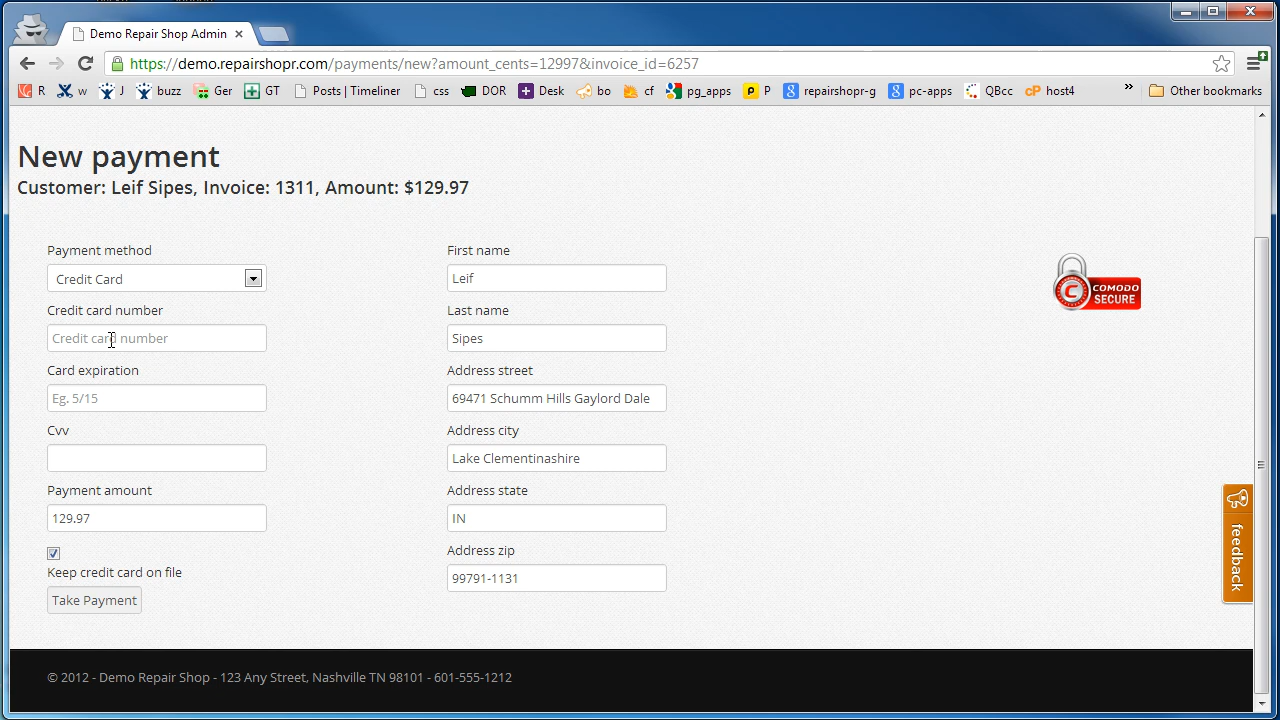 Demo Repair Shop Admin
https://demo.repairshopr.com/payments/new?amount_cents=12997&invoice_id=6257
R w J buzz Ger GT Posts | Timeliner css DOR Desk bo cf pg_apps P repairshopr-g pc-apps QBcc host4 » Other bookmarks
New payment
Customer: Leif Sipes, Invoice: 1311, Amount: $129.97
Payment method
Credit Card
Credit card number
Credit card number
Card expiration
Eg. 5/15
Cvv
Payment amount
129.97
Keep credit card on file
Take Payment
First name
Leif
Last name
Sipes
Address street
69471 Schumm Hills Gaylord Dale
Address city
Lake Clementinashire
Address state
IN
Address zip
99791-1131
COMODO
SECURE
feedback
© 2012 - Demo Repair Shop - 123 Any Street, Nashville TN 98101 - 601-555-1212